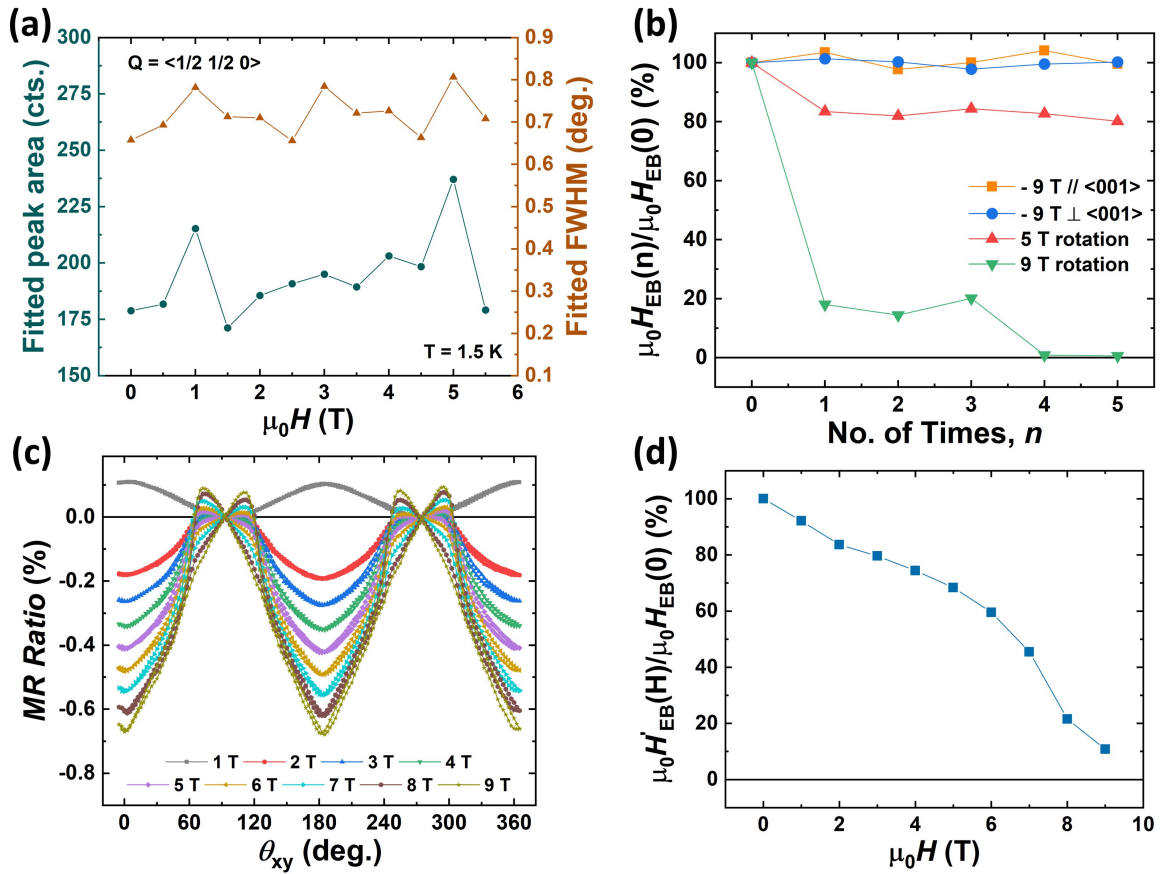 (a)
300
275
250
225
200
175
150
Fitted peak area (cts.)
Q = <1/2 1/2 0>
T = 1.5 K
0.9
0.8
0.7
0.6
0.5
0.4
0.3
0.2
0.1
Fitted FWHM (deg.)
0 1 2 3 4 5 6
μ0H (T)
(b)
100
80
60
40
20
0
μ0HEB(n)/μ0HEB(0) (%)
- 9 T // <001>
- 9 T ⊥ <001>
5 T rotation
9 T rotation
0 1 2 3 4 5
No. of Times, n
(c)
0.0
-0.2
-0.4
-0.6
-0.8
MR Ratio (%)
1 T 2 T 3 T 4 T
5 T 6 T 7 T 8 T 9 T
0 60 120 180 240 300 360
θxy (deg.)
(d)
100
80
60
40
20
0
μ0H'EB(H)/μ0HEB(0) (%)
0 2 4 6 8 10
μ0H (T)